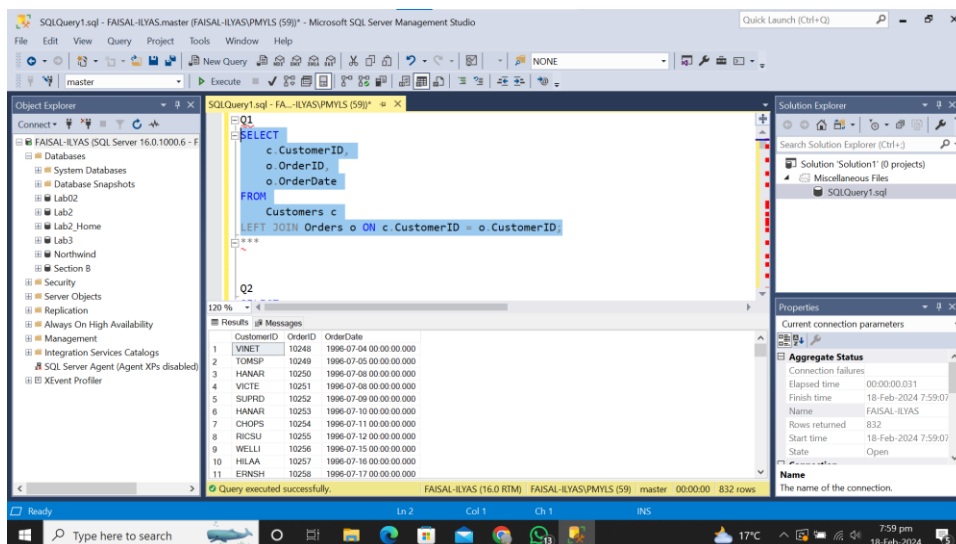 SQLQuery1.sql - FAISAL-ILYAS.master (FAISAL-ILYAS\PMYLS (59))* - Microsoft SQL Server Management Studio
Quick Launch (Ctrl+Q)
File Edit View Query Project Tools Window Help
New Query
NONE
master
Execute
Object Explorer
Connect
FAISAL-ILYAS (SQL Server 16.0.1000.6 - F
Databases
System Databases
Database Snapshots
Lab02
Lab2
Lab2_Home
Lab3
Northwind
Section B
Security
Server Objects
Replication
Always On High Availability
Management
Integration Services Catalogs
SQL Server Agent (Agent XPs disabled)
XEvent Profiler
SQLQuery1.sql - FA...-ILYAS\PMYLS (59))*
Q1
SELECT
c.CustomerID,
o.OrderID,
o.OrderDate
FROM
Customers c
LEFT JOIN Orders o ON c.CustomerID = o.CustomerID;
***
Q2
120 %
Results Messages
CustomerID OrderID OrderDate
1 VINET 10248 1996-07-04 00:00:00.000
2 TOMSP 10249 1996-07-05 00:00:00.000
3 HANAR 10250 1996-07-08 00:00:00.000
4 VICTE 10251 1996-07-08 00:00:00.000
5 SUPRD 10252 1996-07-09 00:00:00.000
6 HANAR 10253 1996-07-10 00:00:00.000
7 CHOPS 10254 1996-07-11 00:00:00.000
8 RICSU 10255 1996-07-12 00:00:00.000
9 WELLI 10256 1996-07-15 00:00:00.000
10 HILAA 10257 1996-07-16 00:00:00.000
11 ERNSH 10258 1996-07-17 00:00:00.000
Query executed successfully. FAISAL-ILYAS (16.0 RTM) FAISAL-ILYAS\PMYLS (59) master 00:00:00 832 rows
Solution Explorer
Search Solution Explorer (Ctrl+;)
Solution 'Solution1' (0 projects)
Miscellaneous Files
SQLQuery1.sql
Properties
Current connection parameters
Aggregate Status
Connection failures
Elapsed time 00:00:00.031
Finish time 18-Feb-2024 7:59:07
Name FAISAL-ILYAS
Rows returned 832
Start time 18-Feb-2024 7:59:07
State Open
Name
The name of the connection.
Ready Ln 2 Col 1 Ch 1 INS
Type here to search
17°C
7:59 pm
18-Feb-2024